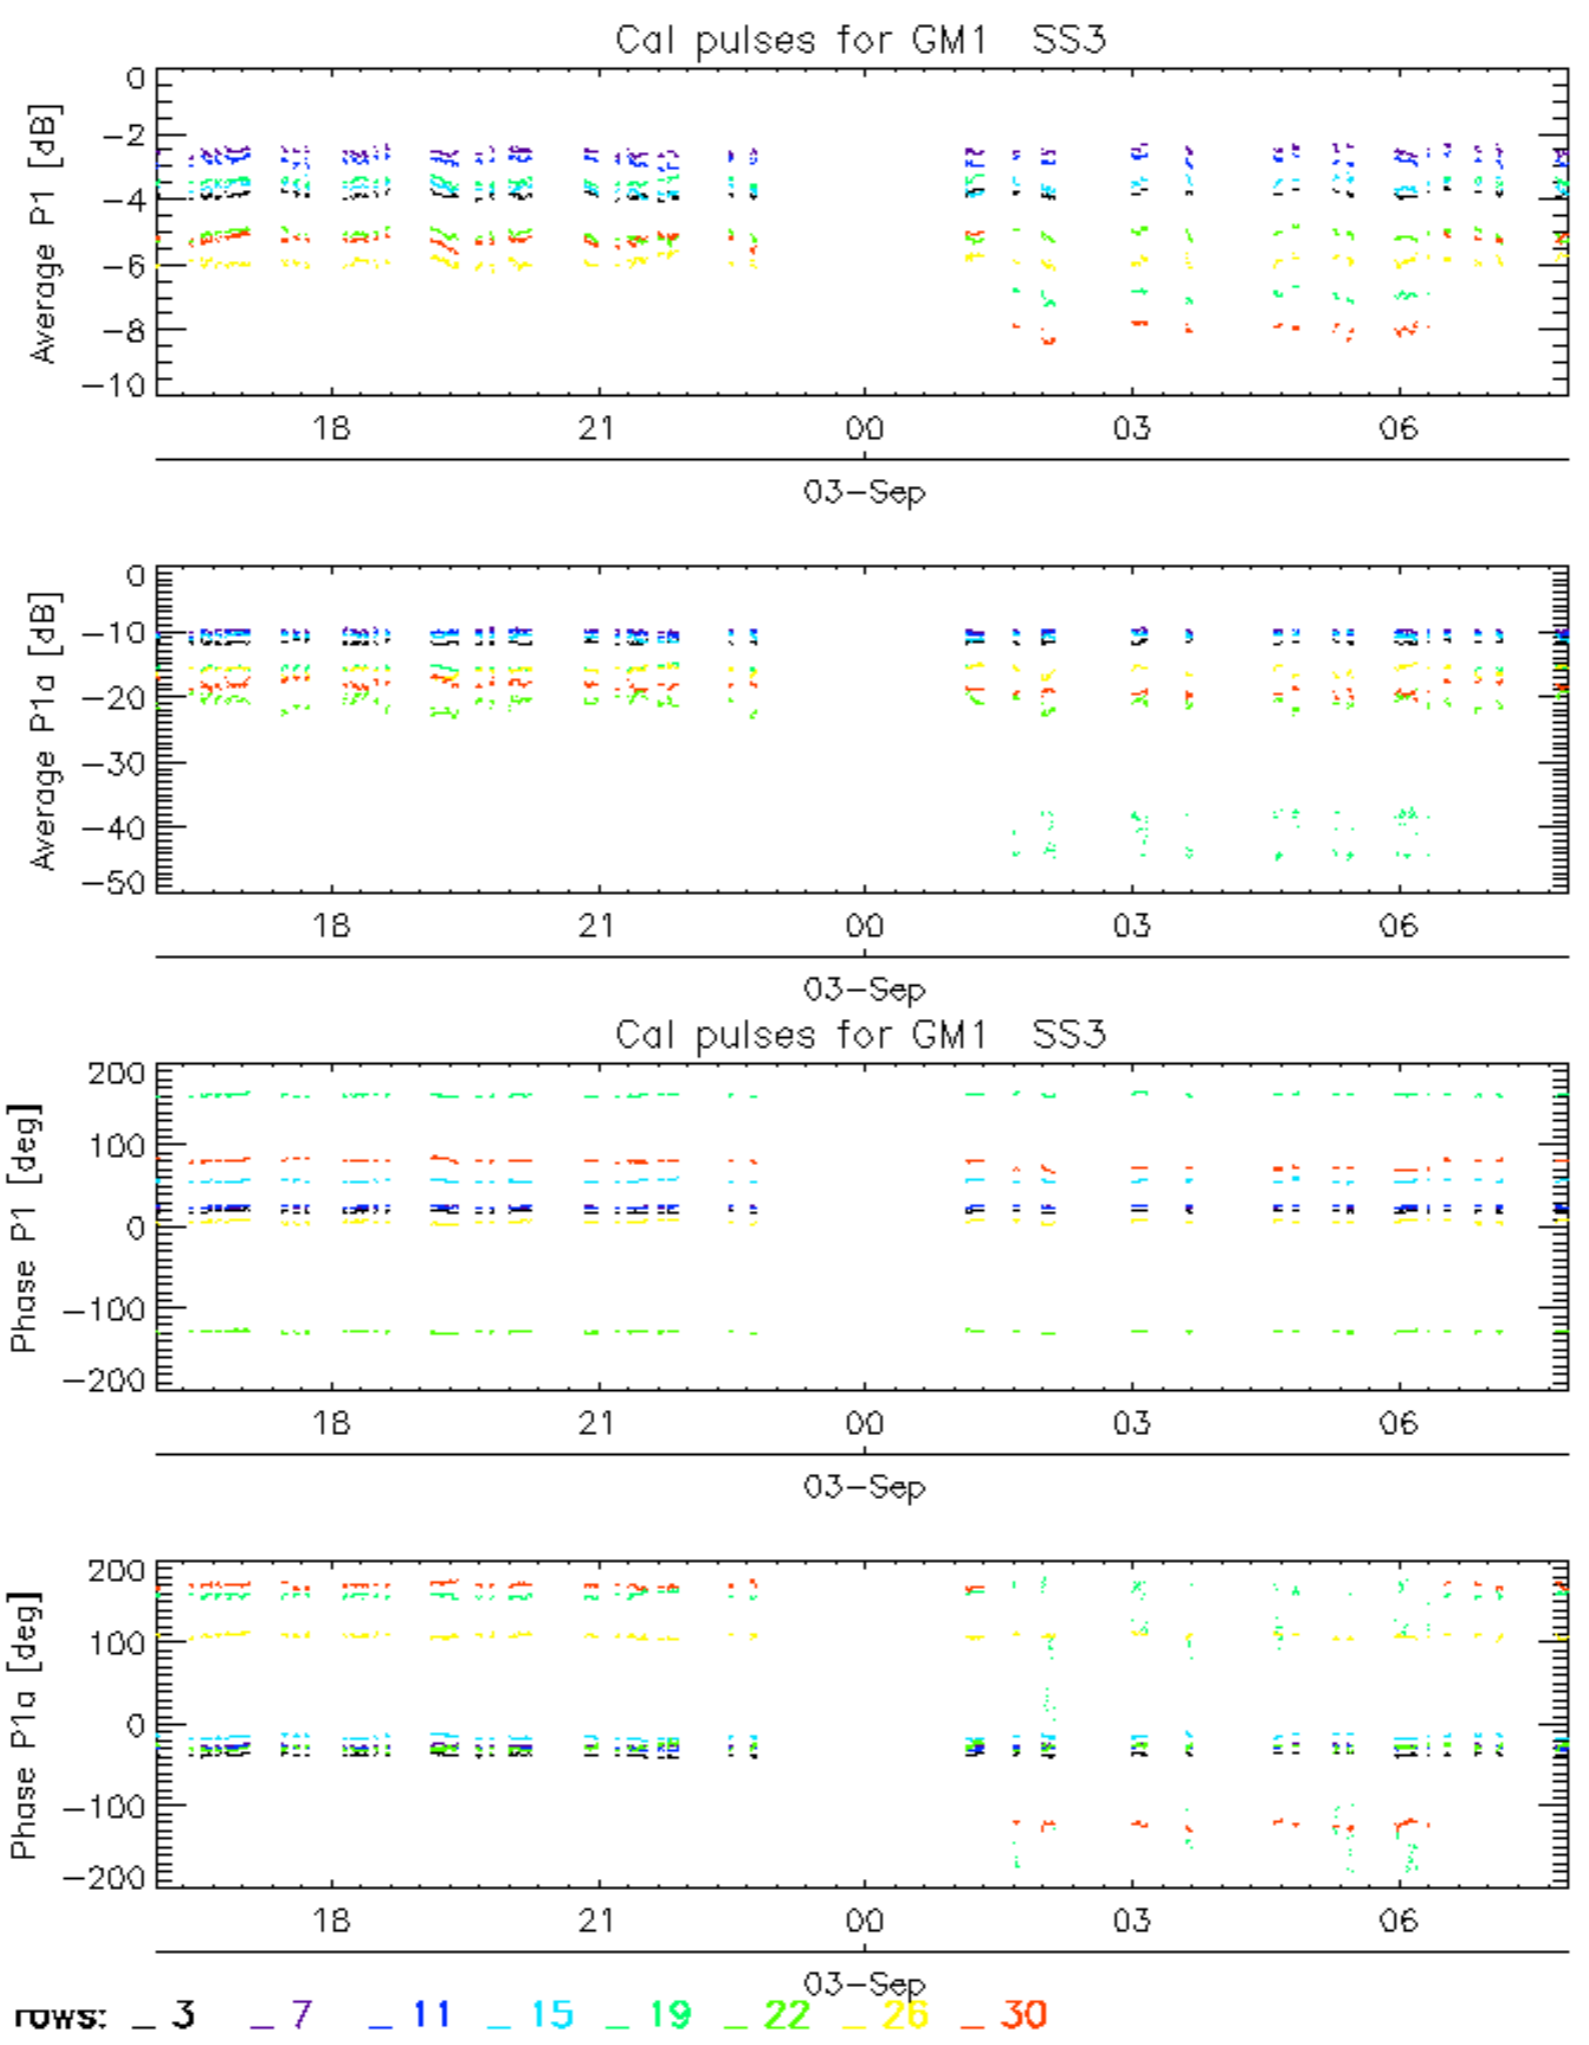 Cal pulses for GM1 SS3
Average P1 [dB]
0
−2
−4
−6
−8
−10
18 21 00 03 06
03−Sep
Average P1a [dB]
0
−10
−20
−30
−40
−50
18 21 00 03 06
03−Sep
Cal pulses for GM1 SS3
Phase P1 [deg]
200
100
0
−100
−200
18 21 00 03 06
03−Sep
Phase P1a [deg]
200
100
0
−100
−200
18 21 00 03 06
03−Sep
rows: _ 3 _ 7 _ 11 _ 15 _ 19 _ 22 _ 26 _ 30